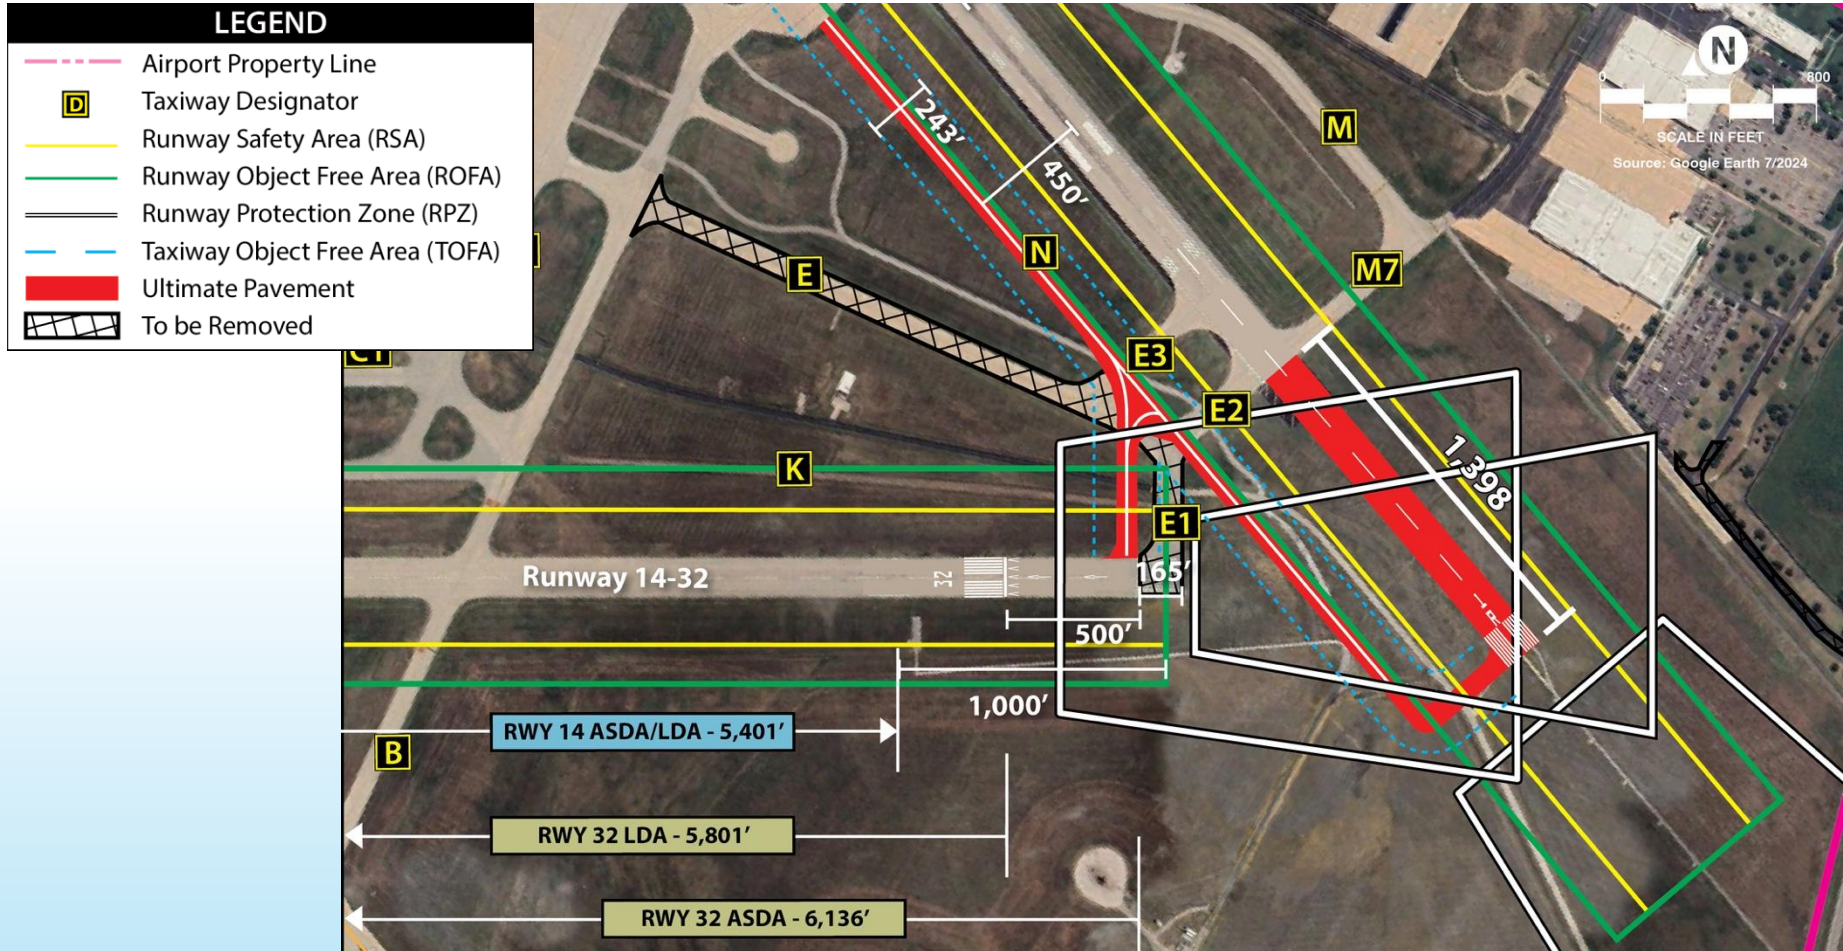 LEGEND
Airport Property Line
D
Taxiway Designator
Runway Safety Area (RSA)
Runway Object Free Area (ROFA)
Runway Protection Zone (RPZ)
Taxiway Object Free Area (TOFA)
Ultimate Pavement
To be Removed
N
0
800
SCALE IN FEET
Source: Google Earth 7/2024
243’
M
450’
N
E
M7
E3
C1
E2
K
1,398
E1
165’
Runway 14-32
32
500’
1,000’
RWY 14 ASDA/LDA - 5,401’
B
RWY 32 LDA - 5,801’
RWY 32 ASDA - 6,136’